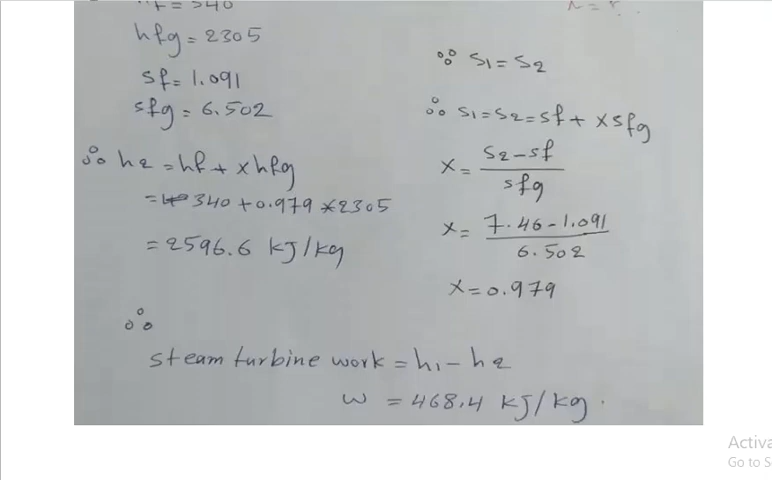 hfg = 2305
sf = 1.091
sfg = 6.502
∴ h2 = hf + x hfg
= 340 + 0.979 * 2305
= 2596.6 kJ/kg
∵ s1 = s2
∴ s1 = s2 = sf + x sfg
x = s2 - sf / sfg
x = 7.46 - 1.091 / 6.502
x = 0.979
∴
steam turbine work = h1 - h2
w = 468.4 kJ/kg.
Activa
Go to S